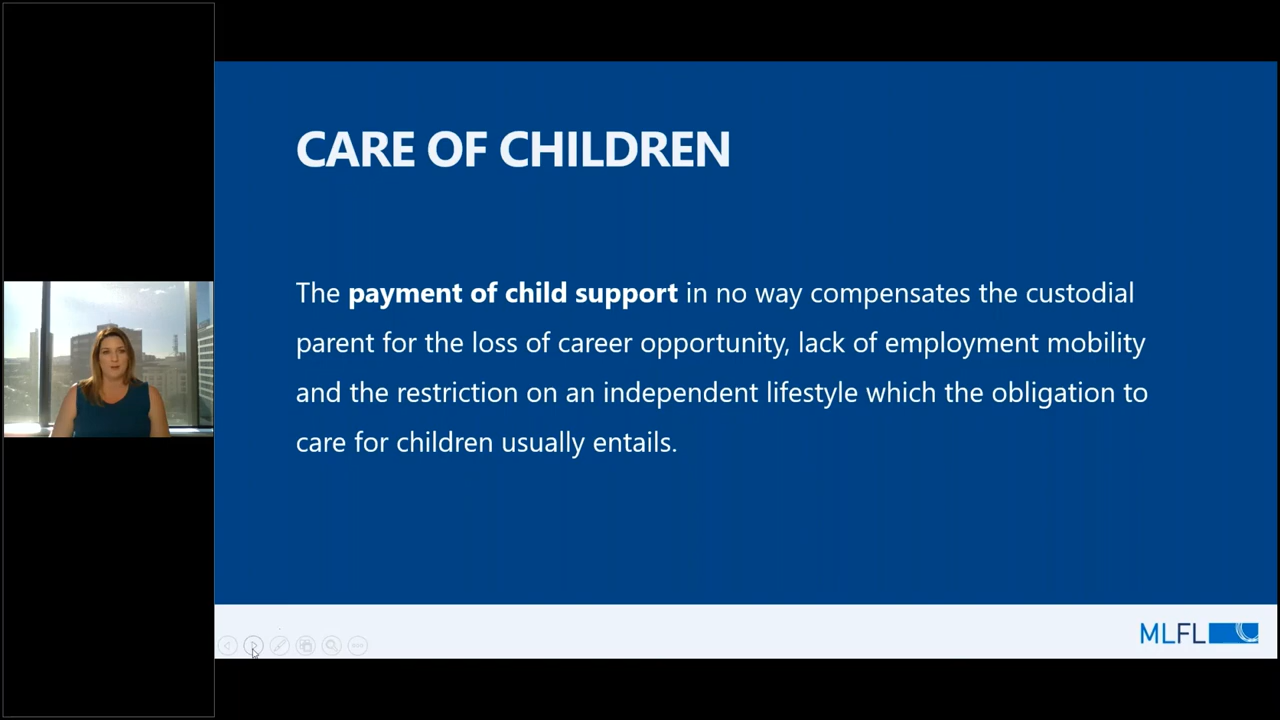 CARE OF CHILDREN
The payment of child support in no way compensates the custodial
parent for the loss of career opportunity, lack of employment mobility
and the restriction on an independent lifestyle which the obligation to
care for children usually entails.
MLFL